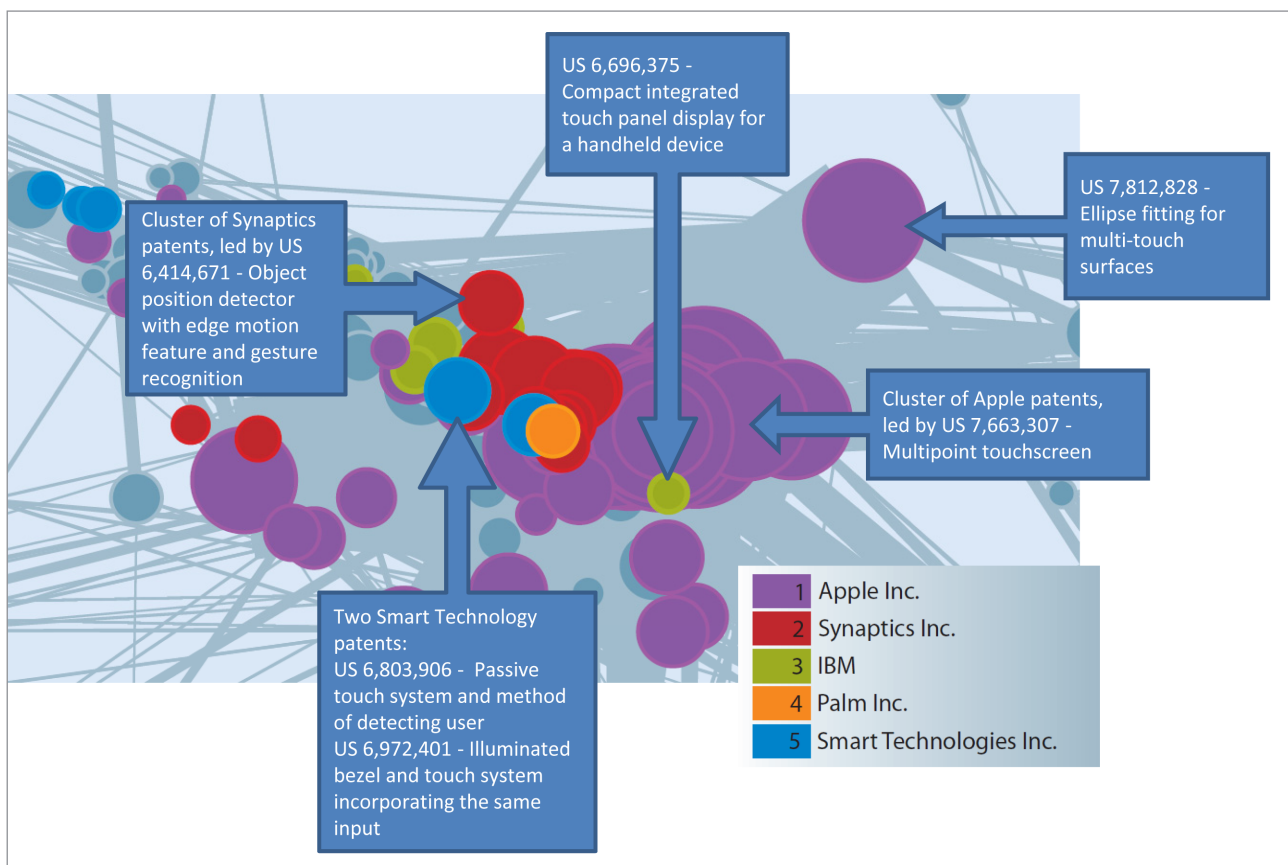 US 6,696,375 -
Compact integrated
touch panel display for
a handheld device
US 7,812,828 -
Ellipse fitting for
multi-touch
surfaces
Cluster of Synaptics
patents, led by US
6,414,671 - Object
position detector
with edge motion
feature and gesture
recognition
Cluster of Apple patents,
led by US 7,663,307 -
Multipoint touchscreen
Two Smart Technology
patents:
US 6,803,906 - Passive
touch system and method
of detecting user
US 6,972,401 - Illuminated
bezel and touch system
incorporating the same
input
1 Apple Inc.
2 Synaptics Inc.
3 IBM
4 Palm Inc.
5 Smart Technologies Inc.